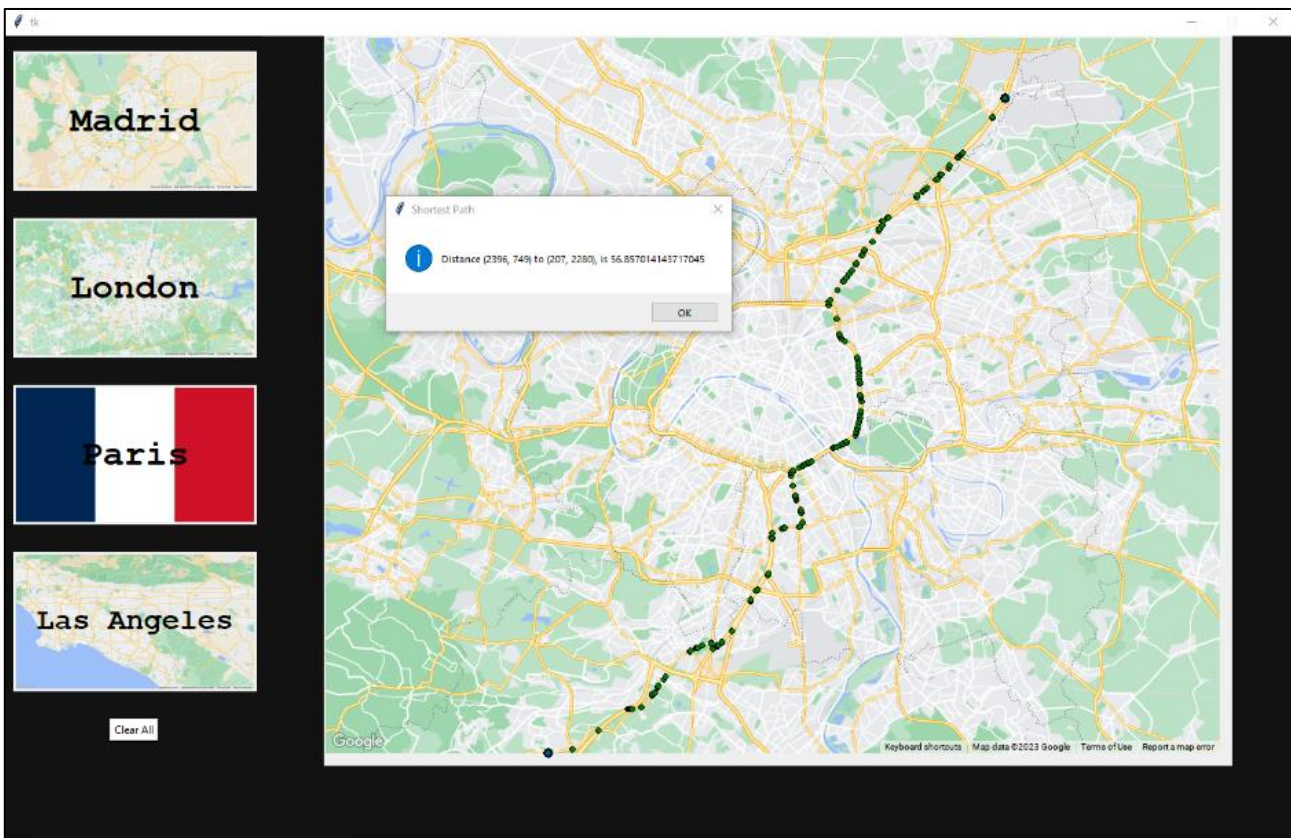 tk
Madrid
London
Paris
Las Angeles
Clear All
Shortest Path
Distance (2396, 749) to (207, 2280), is 56.857014143717045
OK
Google
Keyboard shortcuts Map data ©2023 Google Terms of Use Report a map error